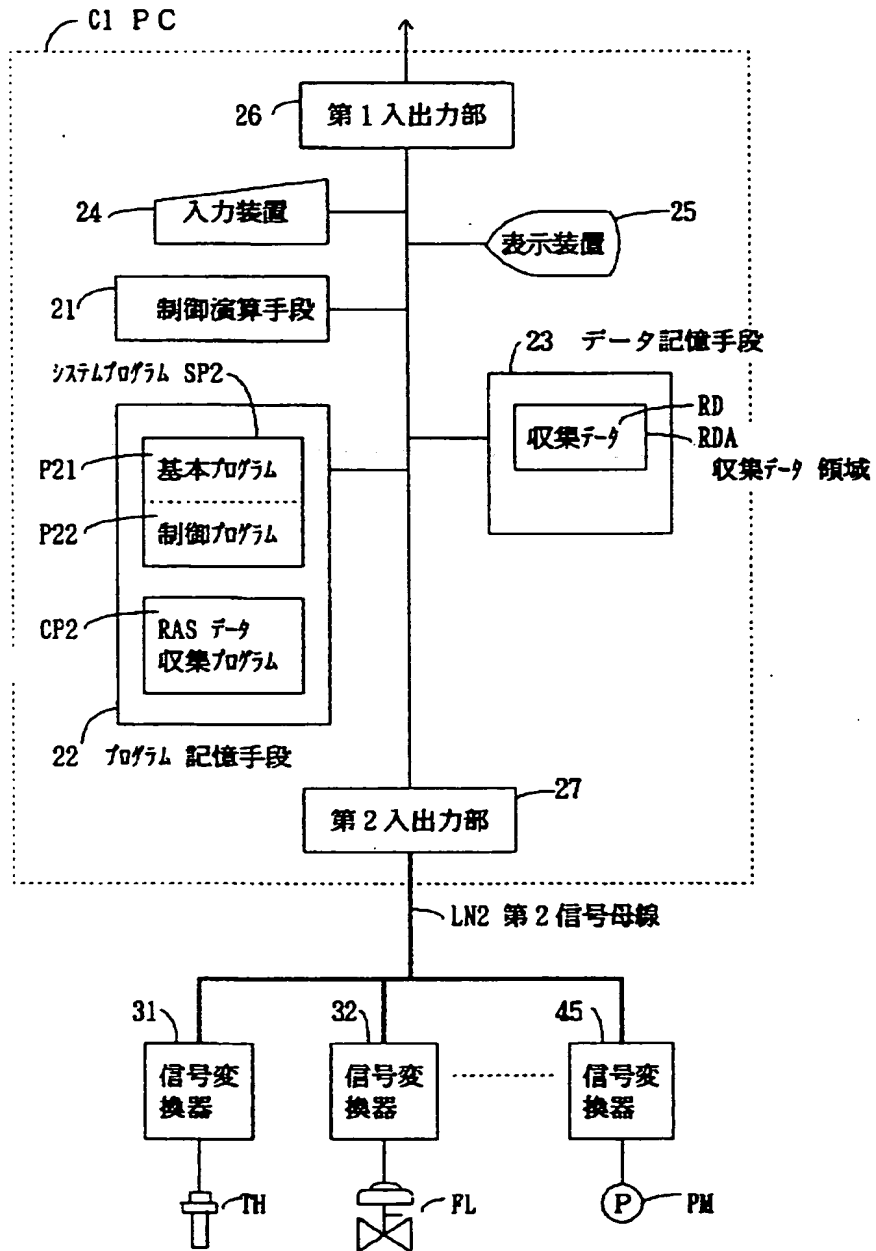 C1 PC
26
第1入出力部
24
入力装置
25
表示装置
21
制御演算手段
23 データ記憶手段
システムプログラム SP2
RD
収集データ
RDA
収集データ 領域
P21
基本プログラム
P22
制御プログラム
CP2
RAS データ
収集プログラム
22 プログラム 記憶手段
27
第2入出力部
LN2 第2信号母線
31
信号変
換器
32
信号変
換器
45
信号変
換器
TH
FL
P
PM